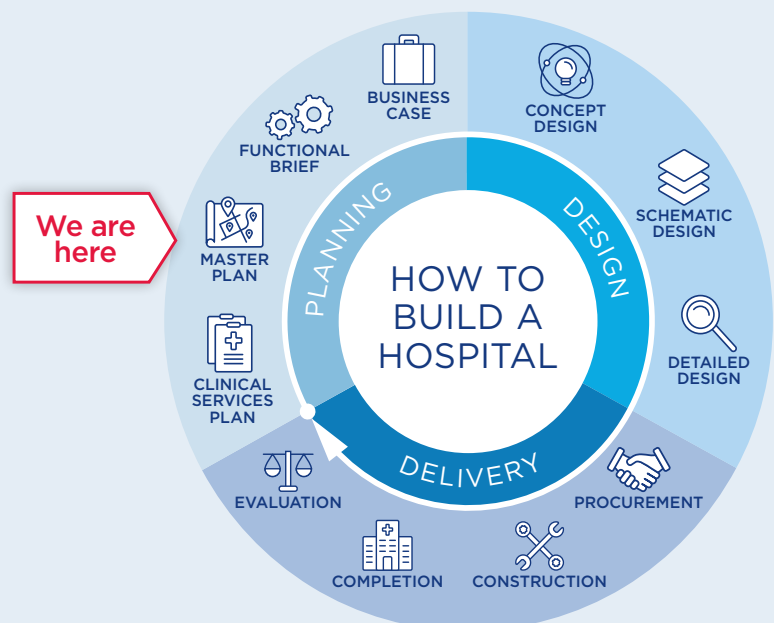 We are
here
HOW TO
BUILD A
HOSPITAL
PLANNING
CLINICAL
SERVICES
PLAN
MASTER
PLAN
FUNCTIONAL
BRIEF
BUSINESS
CASE
DESIGN
CONCEPT
DESIGN
SCHEMATIC
DESIGN
DETAILED
DESIGN
DELIVERY
PROCUREMENT
CONSTRUCTION
COMPLETION
EVALUATION